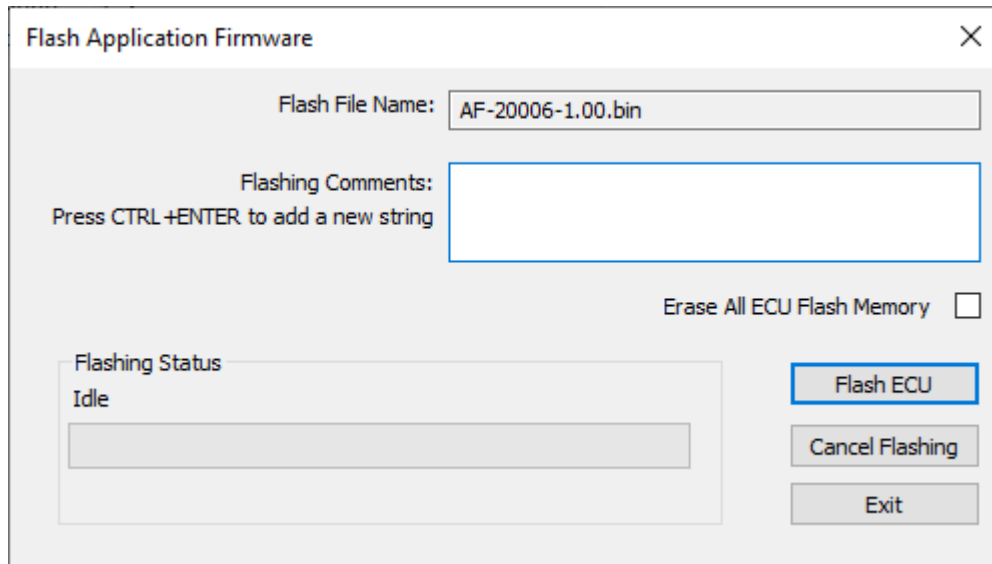 Flash Application Firmware
Flash File Name:
AF-20006-1.00.bin
Flashing Comments:
Press CTRL+ENTER to add a new string
Erase All ECU Flash Memory
Flashing Status
Idle
Flash ECU
Cancel Flashing
Exit